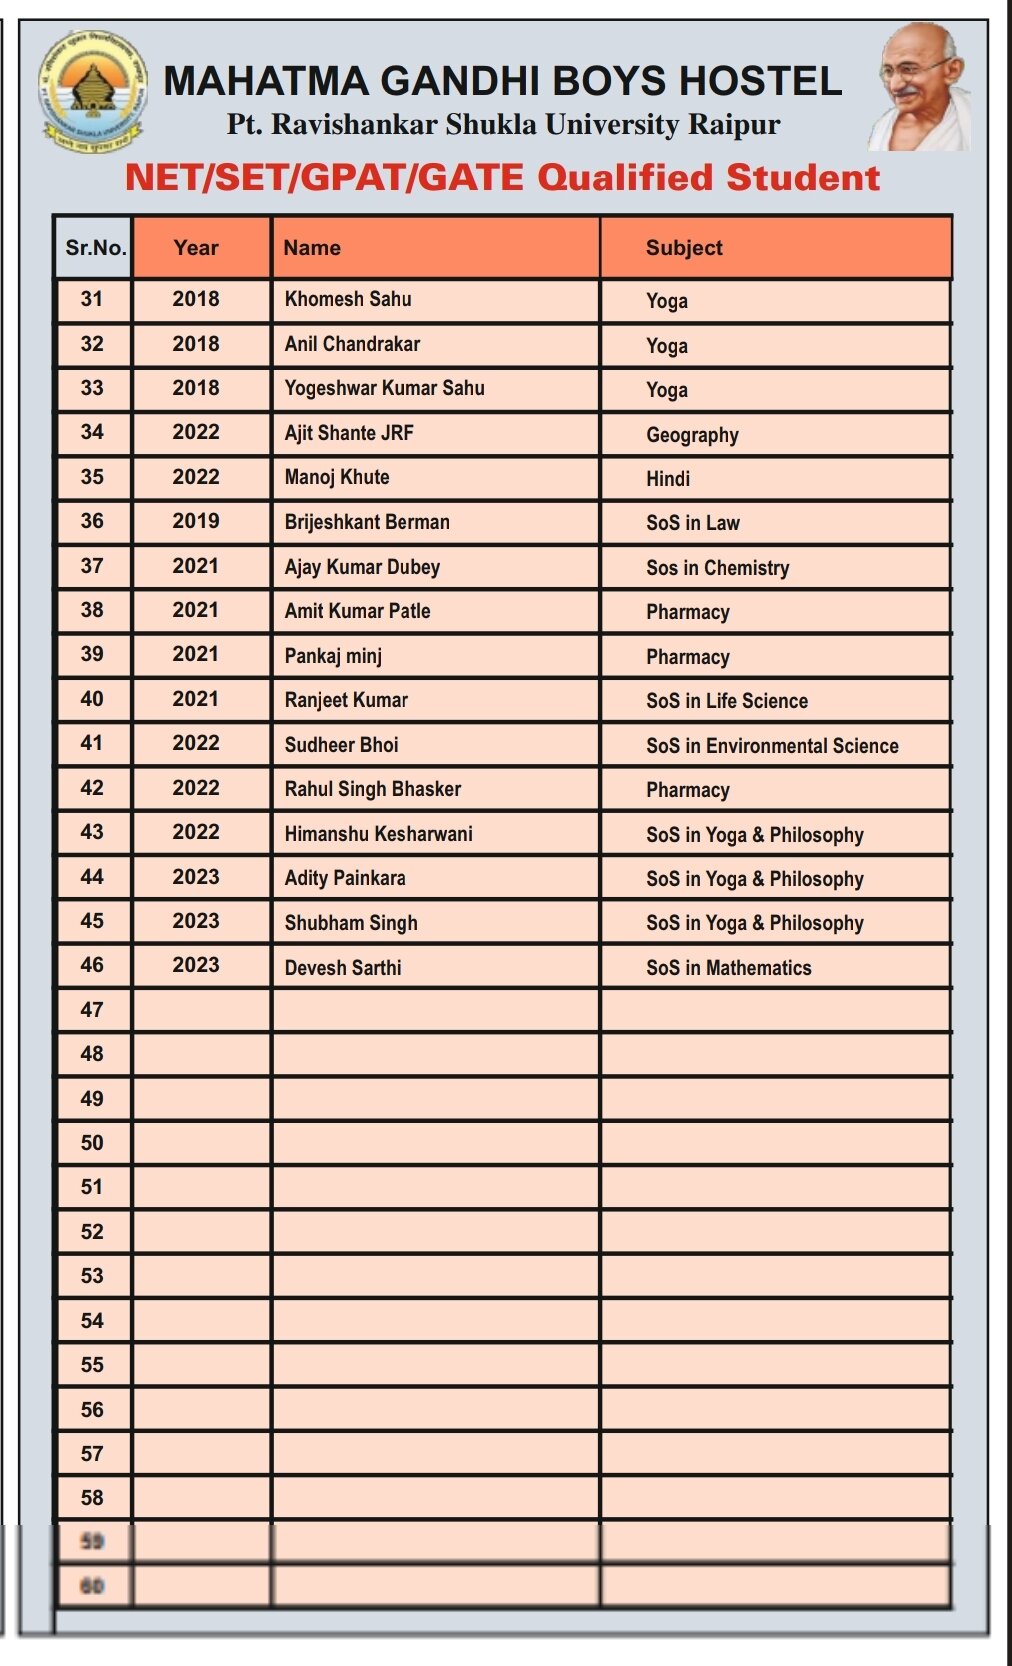 MAHATMA GANDHI BOYS HOSTEL
Pt. Ravishankar Shukla University Raipur
NET/SET/GPAT/GATE Qualified Student
Sr.No. Year Name Subject
31 2018 Khomesh Sahu Yoga
32 2018 Anil Chandrakar Yoga
33 2018 Yogeshwar Kumar Sahu Yoga
34 2022 Ajit Shante JRF Geography
35 2022 Manoj Khute Hindi
36 2019 Brijeshkant Berman SoS in Law
37 2021 Ajay Kumar Dubey Sos in Chemistry
38 2021 Amit Kumar Patle Pharmacy
39 2021 Pankaj minj Pharmacy
40 2021 Ranjeet Kumar SoS in Life Science
41 2022 Sudheer Bhoi SoS in Environmental Science
42 2022 Rahul Singh Bhasker Pharmacy
43 2022 Himanshu Kesharwani SoS in Yoga & Philosophy
44 2023 Adity Painkara SoS in Yoga & Philosophy
45 2023 Shubham Singh SoS in Yoga & Philosophy
46 2023 Devesh Sarthi SoS in Mathematics
47
48
49
50
51
52
53
54
55
56
57
58
59
60